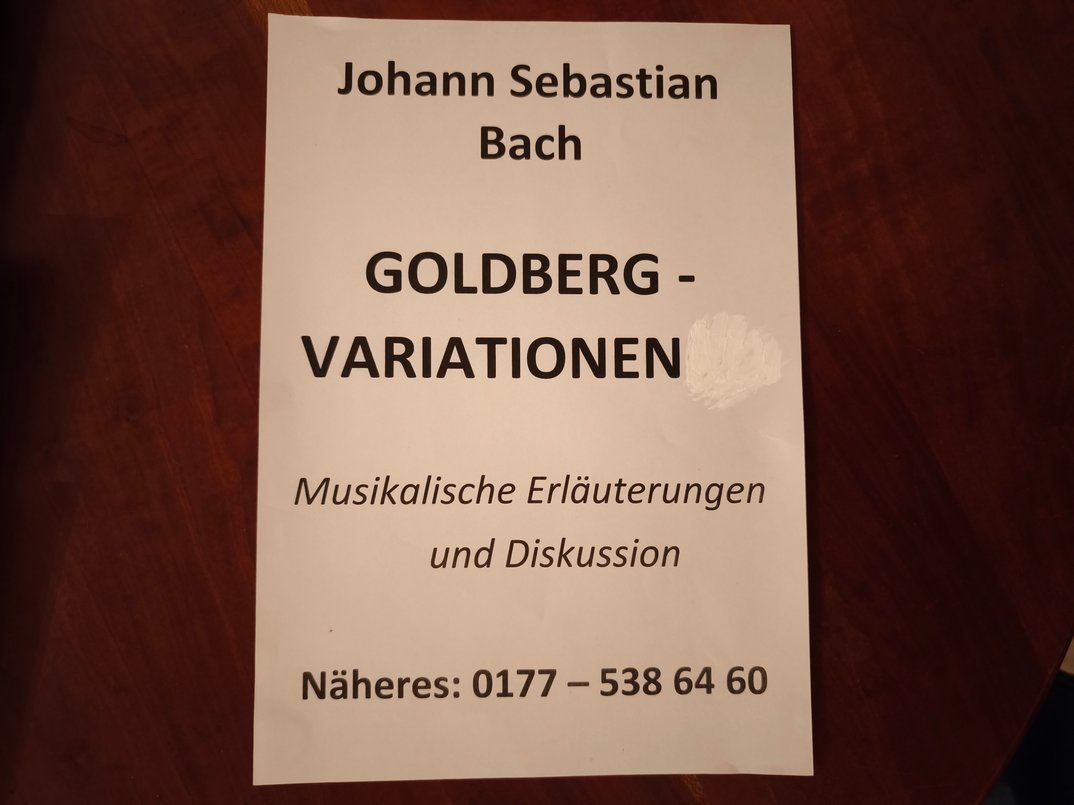 Johann Sebastian
Bach
GOLDBERG -
VARIATIONEN
Musikalische Erläuterungen
und Diskussion
Näheres: 0177 – 538 64 60